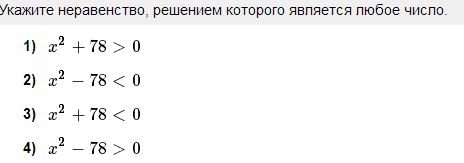 Укажите неравенство, решением которого является любое число.
1) x² + 78 > 0
2) x² − 78 < 0
3) x² + 78 < 0
4) x² − 78 > 0